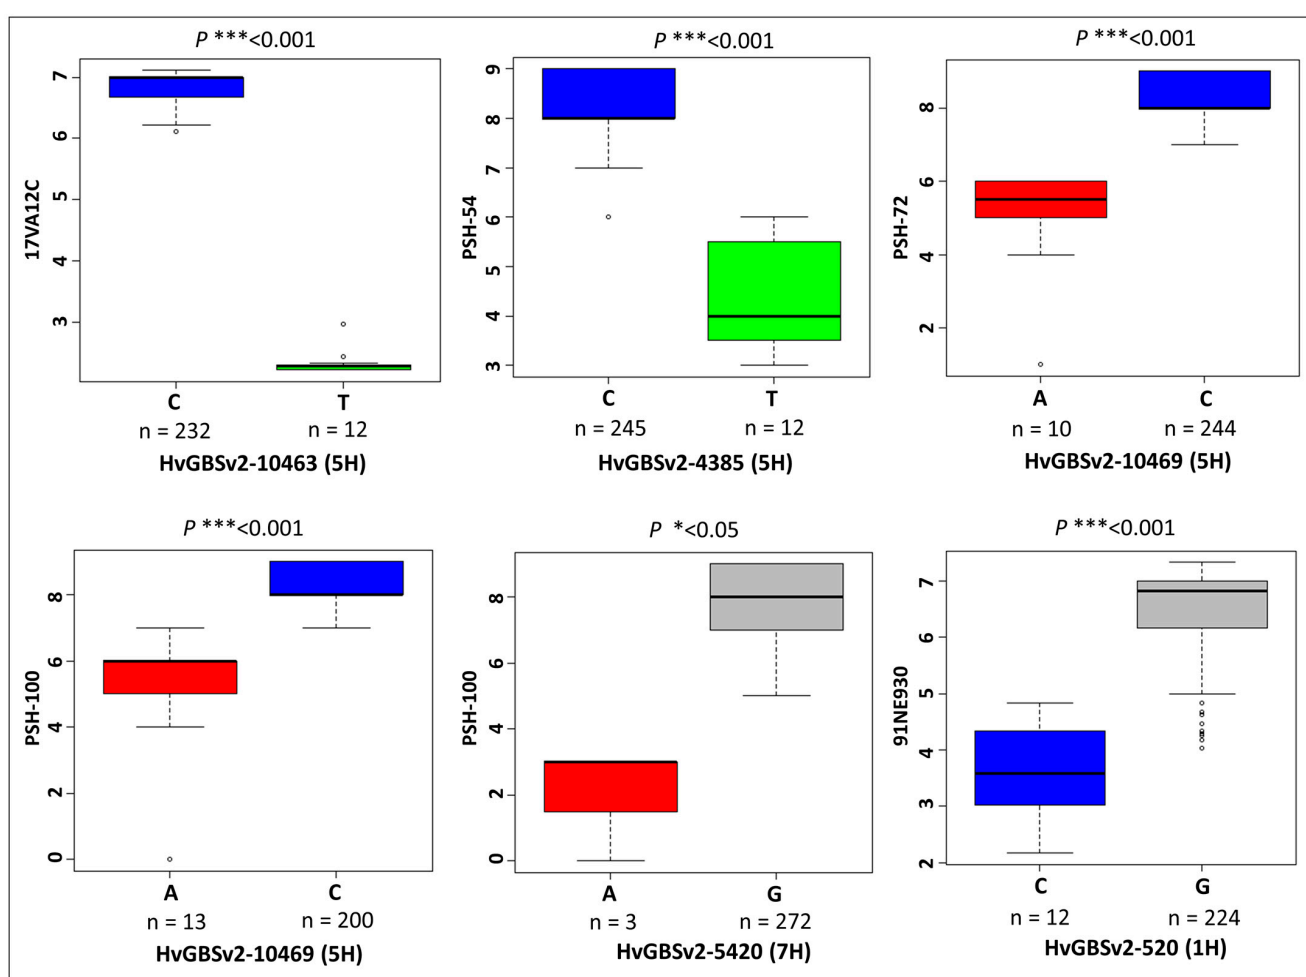 P ***<0.001
17VA12C
7
6
5
4
3
C T
n = 232 n = 12
HvGBSv2-10463 (5H)
P ***<0.001
PSH-54
9
8
7
6
5
4
3
C T
n = 245 n = 12
HvGBSv2-4385 (5H)
P ***<0.001
PSH-72
8
6
4
2
A C
n = 10 n = 244
HvGBSv2-10469 (5H)
P ***<0.001
PSH-100
8
6
4
2
0
A C
n = 13 n = 200
HvGBSv2-10469 (5H)
P *<0.05
PSH-100
8
6
4
2
0
A G
n = 3 n = 272
HvGBSv2-5420 (7H)
P ***<0.001
91NE930
7
6
5
4
3
2
C G
n = 12 n = 224
HvGBSv2-520 (1H)